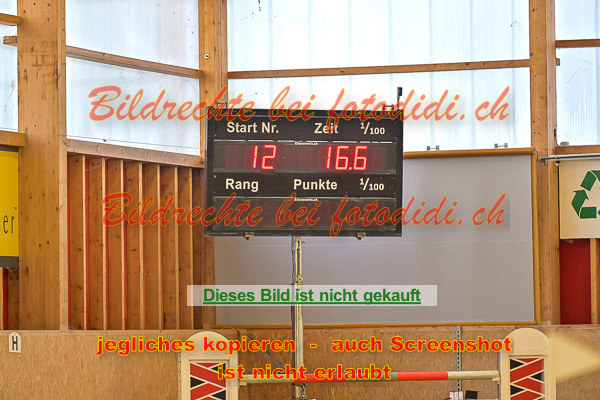 Bildrechte bei fotodidi.ch
Start Nr. Zeit 1/100
12 16.6
Rang Punkte 1/100
Bildrechte bei fotodidi.ch
er
Dieses Bild ist nicht gekauft
H
jegliches kopieren - auch Screenshot
ist nicht erlaubt